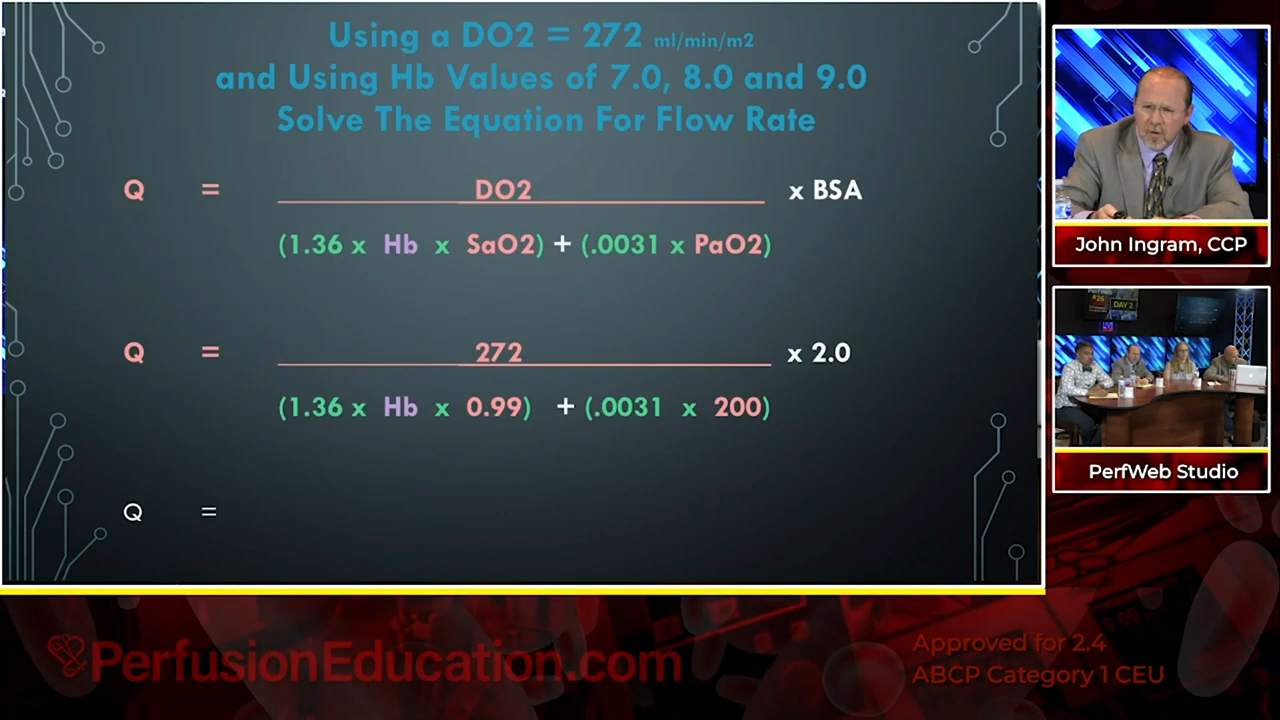 Using a DO2 = 272 ml/min/m2
and Using Hb Values of 7.0, 8.0 and 9.0
Solve The Equation For Flow Rate
Q = DO2 x BSA
(1.36 x Hb x SaO2) + (.0031 x PaO2)
Q = 272 x 2.0
(1.36 x Hb x 0.99) + (.0031 x 200)
Q =
John Ingram, CCP
DAY 2
PerfWeb Studio
PerfusionEducation.com
Approved for 2.4
ABCP Category 1 CEU